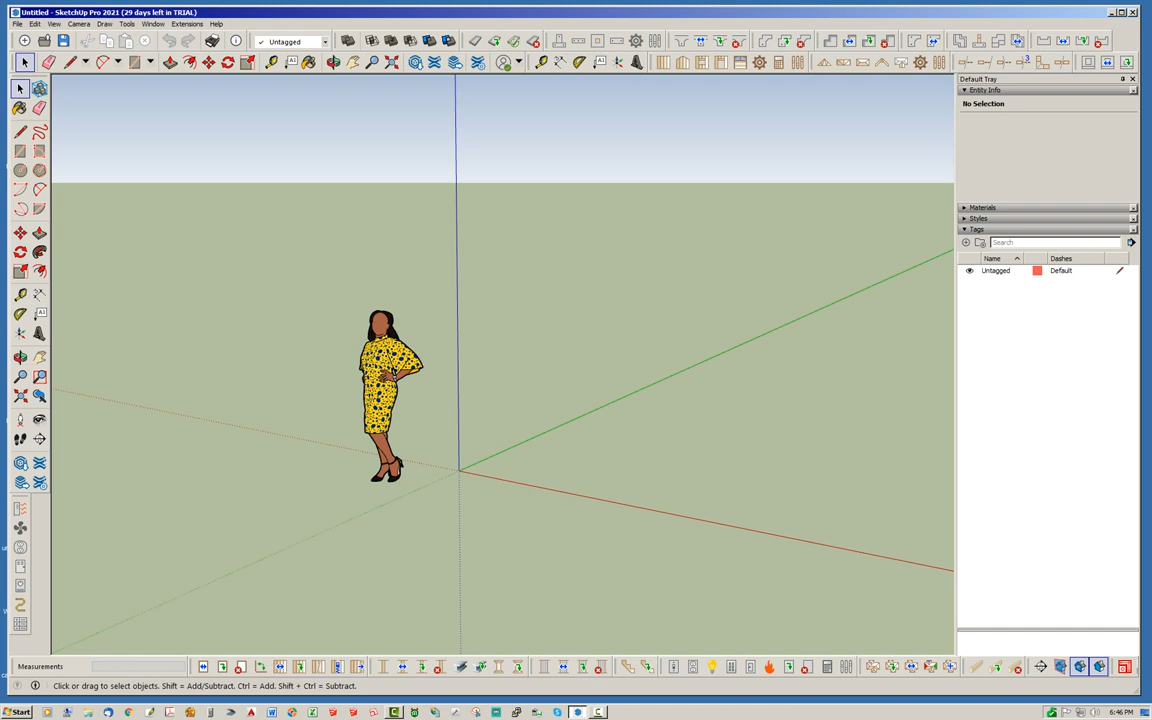 Untitled - SketchUp Pro 2021 (29 days left in TRIAL)
File Edit View Camera Draw Tools Window Extensions Help
Untagged
Default Tray
Entity Info
No Selection
Materials
Styles
Tags
Search
Name Dashes
Untagged Default
Measurements
Click or drag to select objects. Shift = Add/Subtract. Ctrl = Add. Shift + Ctrl = Subtract.
Start 6:46 PM